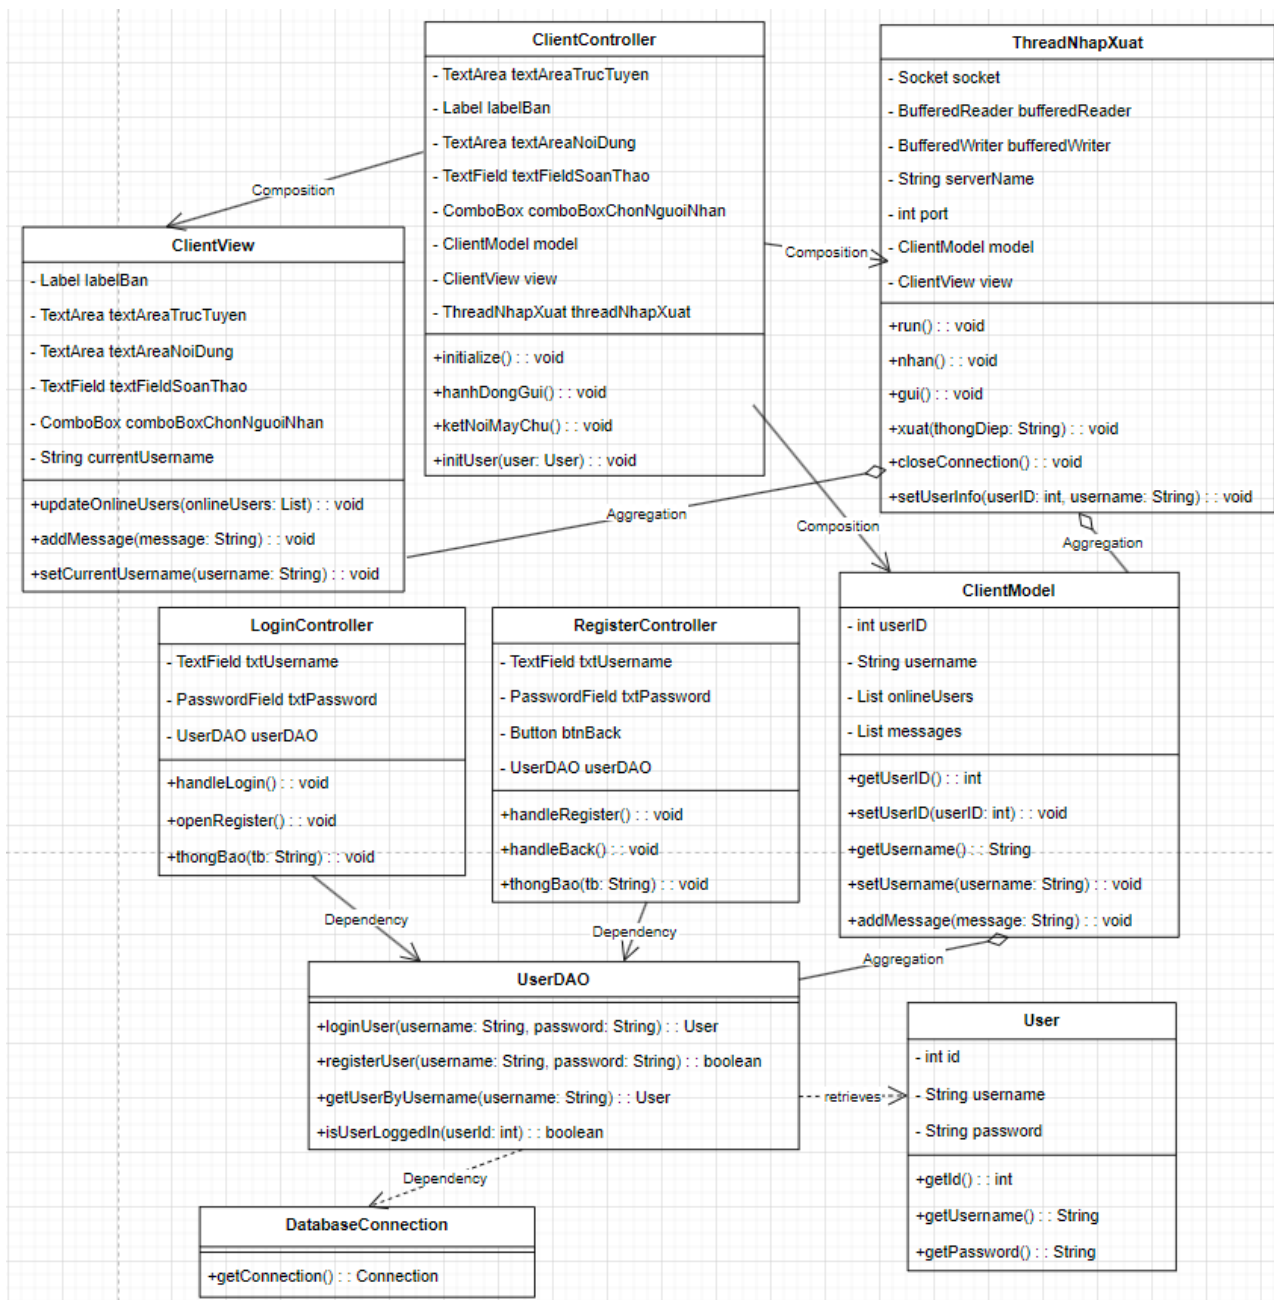 ClientController
- TextArea textAreaTrucTuyen
- Label labelBan
- TextArea textAreaNoiDung
- TextField textFieldSoanThao
- ComboBox comboBoxChonNguoiNhan
- ClientModel model
- ClientView view
- ThreadNhapXuat threadNhapXuat
+initialize() : : void
+hanhDongGui() : : void
+ketNoiMayChu() : : void
+initUser(user: User) : : void
ThreadNhapXuat
- Socket socket
- BufferedReader bufferedReader
- BufferedWriter bufferedWriter
- String serverName
- int port
- ClientModel model
- ClientView view
+run() : : void
+nhan() : : void
+gui() : : void
+xuat(thongDiep: String) : : void
+closeConnection() : : void
+setUserInfo(userID: int, username: String) : : void
Composition
Composition
ClientView
- Label labelBan
- TextArea textAreaTrucTuyen
- TextArea textAreaNoiDung
- TextField textFieldSoanThao
- ComboBox comboBoxChonNguoiNhan
- String currentUsername
+updateOnlineUsers(onlineUsers: List) : : void
+addMessage(message: String) : : void
+setCurrentUsername(username: String) : : void
Aggregation
Composition
Aggregation
LoginController
- TextField txtUsername
- PasswordField txtPassword
- UserDAO userDAO
+handleLogin() : : void
+openRegister() : : void
+thongBao(tb: String) : : void
RegisterController
- TextField txtUsername
- PasswordField txtPassword
- Button btnBack
- UserDAO userDAO
+handleRegister() : : void
+handleBack() : : void
+thongBao(tb: String) : : void
ClientModel
- int userID
- String username
- List onlineUsers
- List messages
+getUserID() : : int
+setUserID(userID: int) : : void
+getUsername() : : String
+setUsername(username: String) : : void
+addMessage(message: String) : : void
Dependency
Dependency
Aggregation
UserDAO
+loginUser(username: String, password: String) : : User
+registerUser(username: String, password: String) : : boolean
+getUserByUsername(username: String) : : User
+isUserLoggedIn(userId: int) : : boolean
retrieves
User
- int id
- String username
- String password
+getId() : : int
+getUsername() : : String
+getPassword() : : String
Dependency
DatabaseConnection
+getConnection() : : Connection